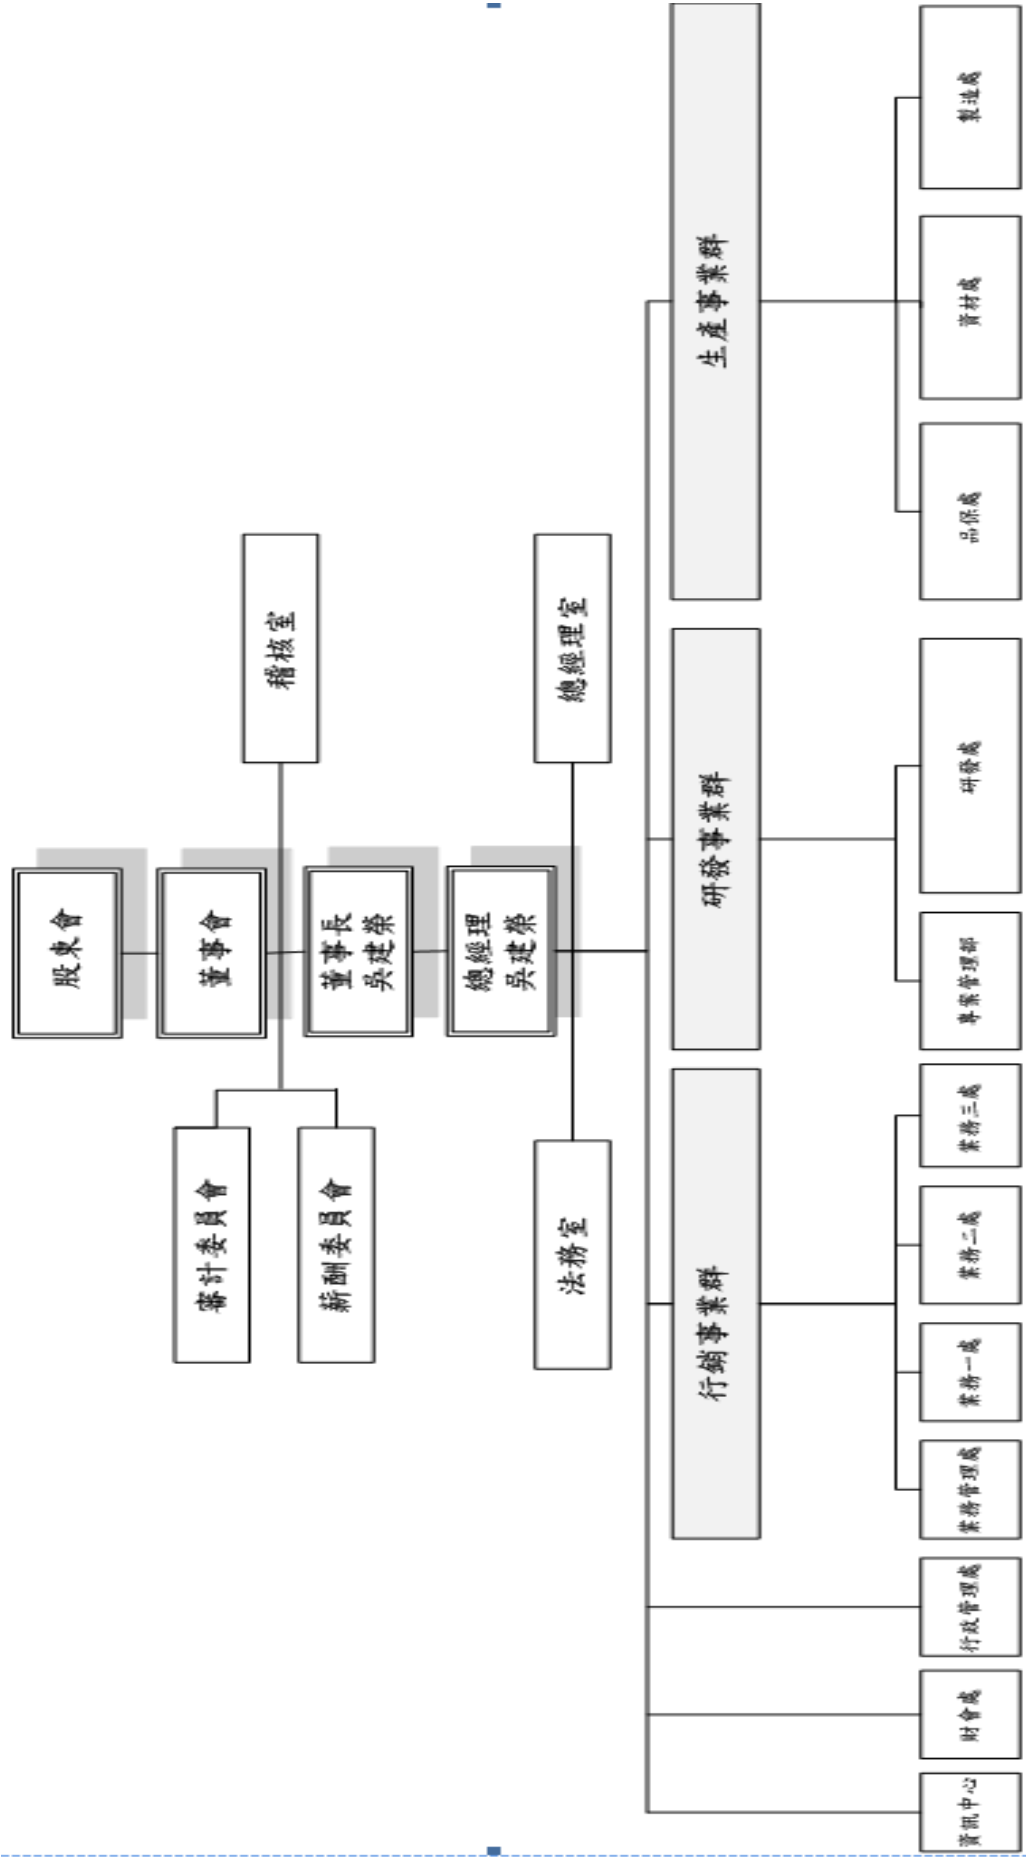 股東會
董事會
稽核室
審計委員會
薪酬委員會
董事長
吳建榮
總經理
吳建榮
法務室
總經理室
行銷事業群
研發事業群
生產事業群
資訊中心
財會處
行政管理處
業務管理處
業務一處
業務二處
業務三處
專案管理部
研發處
品保處
資材處
製造處